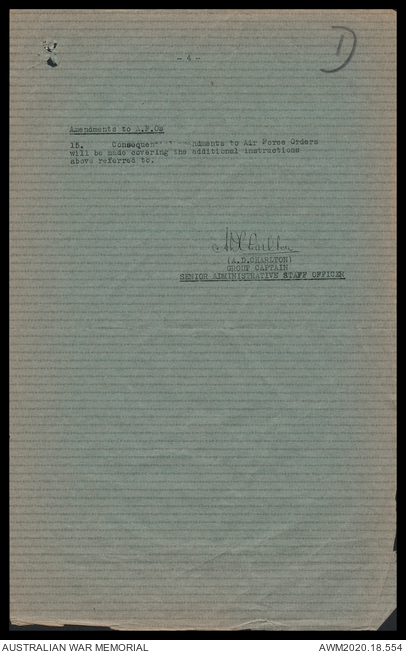 - 4 -
D
Amendments to A.F.Os
15. Consequent amendments to Air Force Orders
will be made covering the additional instructions
above referred to.
(A.D.CHARLTON)
GROUP CAPTAIN
SENIOR ADMINISTRATIVE STAFF OFFICER
AUSTRALIAN WAR MEMORIAL
AWM2020.18.554